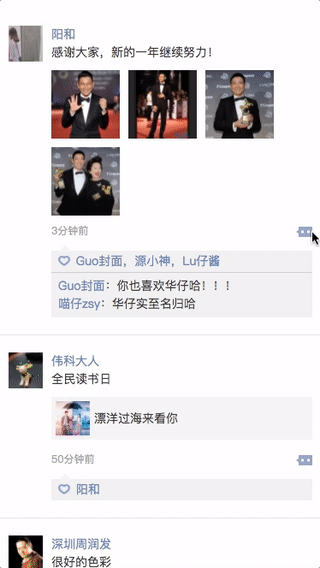 阳和
感谢大家，新的一年继续努力！
3分钟前
Guo封面，源小神，Lu仔酱
Guo封面：你也喜欢华仔哈！！！
喵仔zsy：华仔实至名归哈
伟科大人
全民读书日
漂洋过海来看你
50分钟前
阳和
深圳周润发
很好的色彩